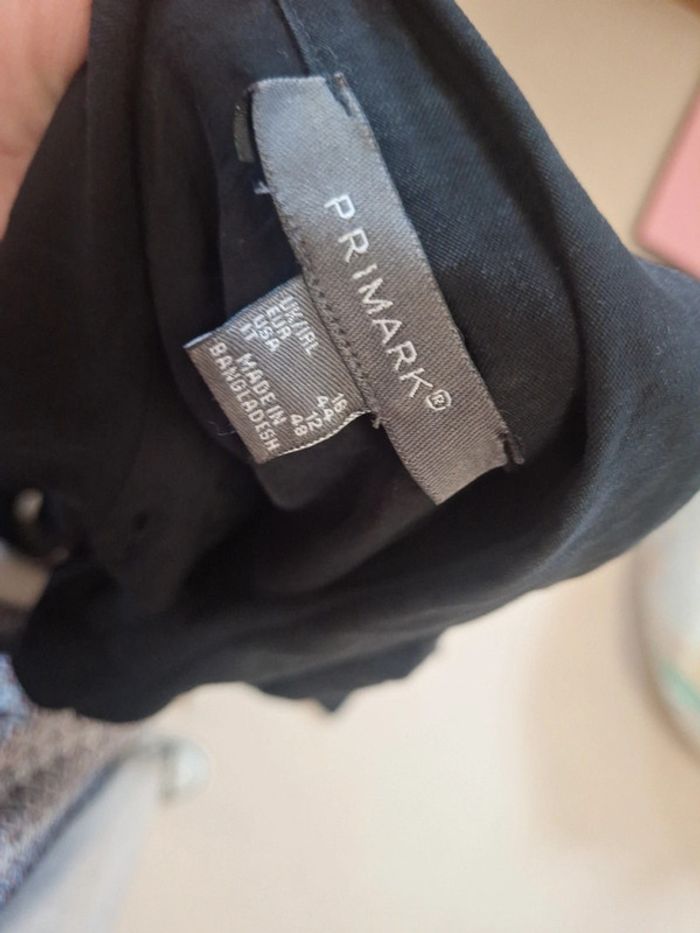 PRIMARK®
UK/IRL 16
EUR 44
USA 12
IT 48
MADE IN
BANGLADESH